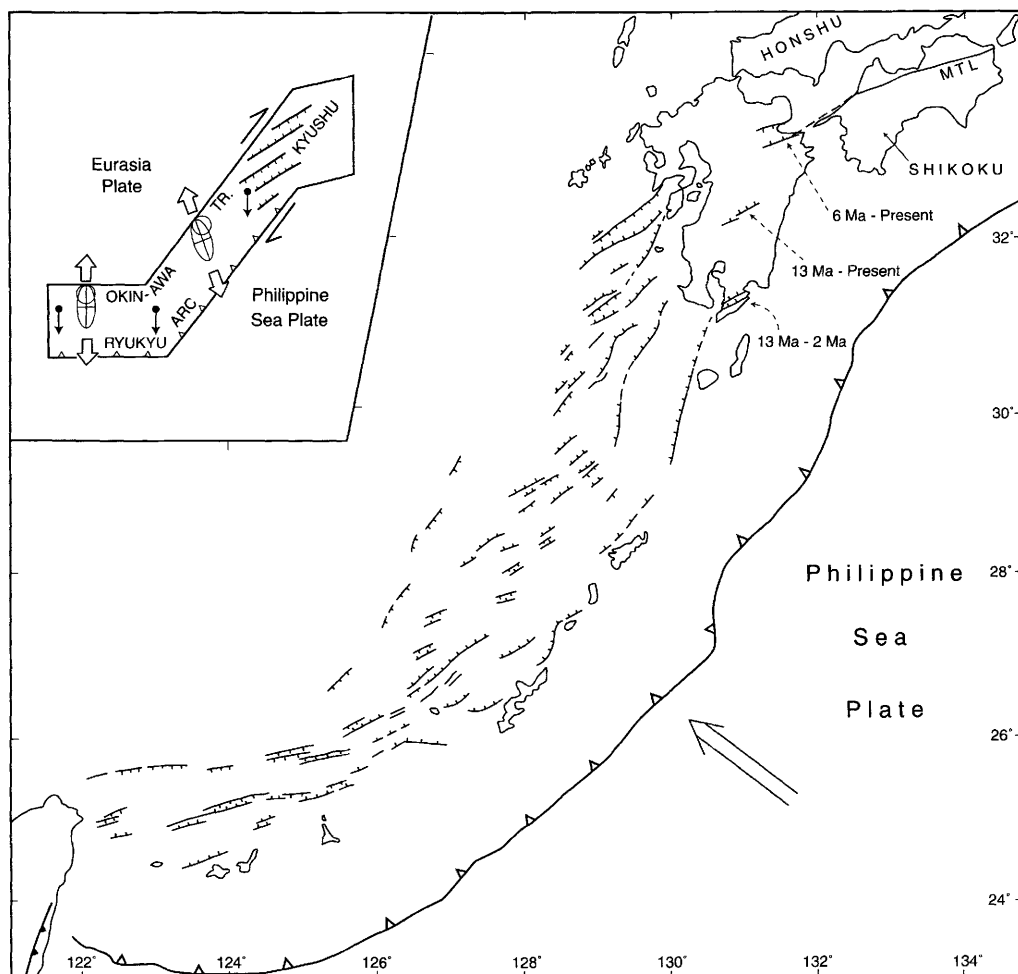 HONSHU
MTL
SHIKOKU
6 Ma - Present
13 Ma - Present
13 Ma - 2 Ma
Eurasia
Plate
KYUSHU
TR.
OKIN-AWA
ARC
RYUKYU
Philippine
Sea Plate
Philippine
Sea
Plate
32°
30°
28°
26°
24°
122°
124°
126°
128°
130°
132°
134°